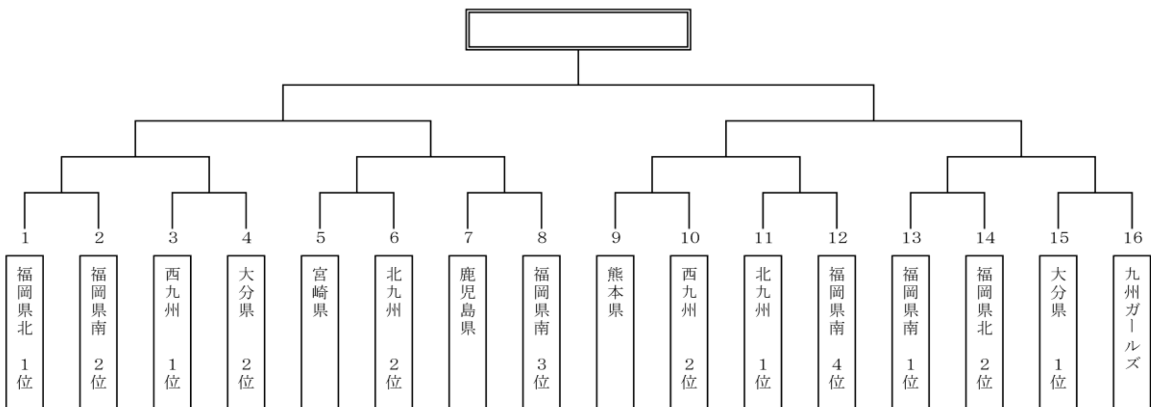 1 2 3 4 5 6 7 8 9 10 11 12 13 14 15 16
福岡県北 1位
福岡県南 2位
西九州 1位
大分県 2位
宮崎県
北九州 2位
鹿児島県
福岡県南 3位
熊本県
西九州 2位
北九州 1位
福岡県南 4位
福岡県南 1位
福岡県北 2位
大分県 1位
九州ガールズ